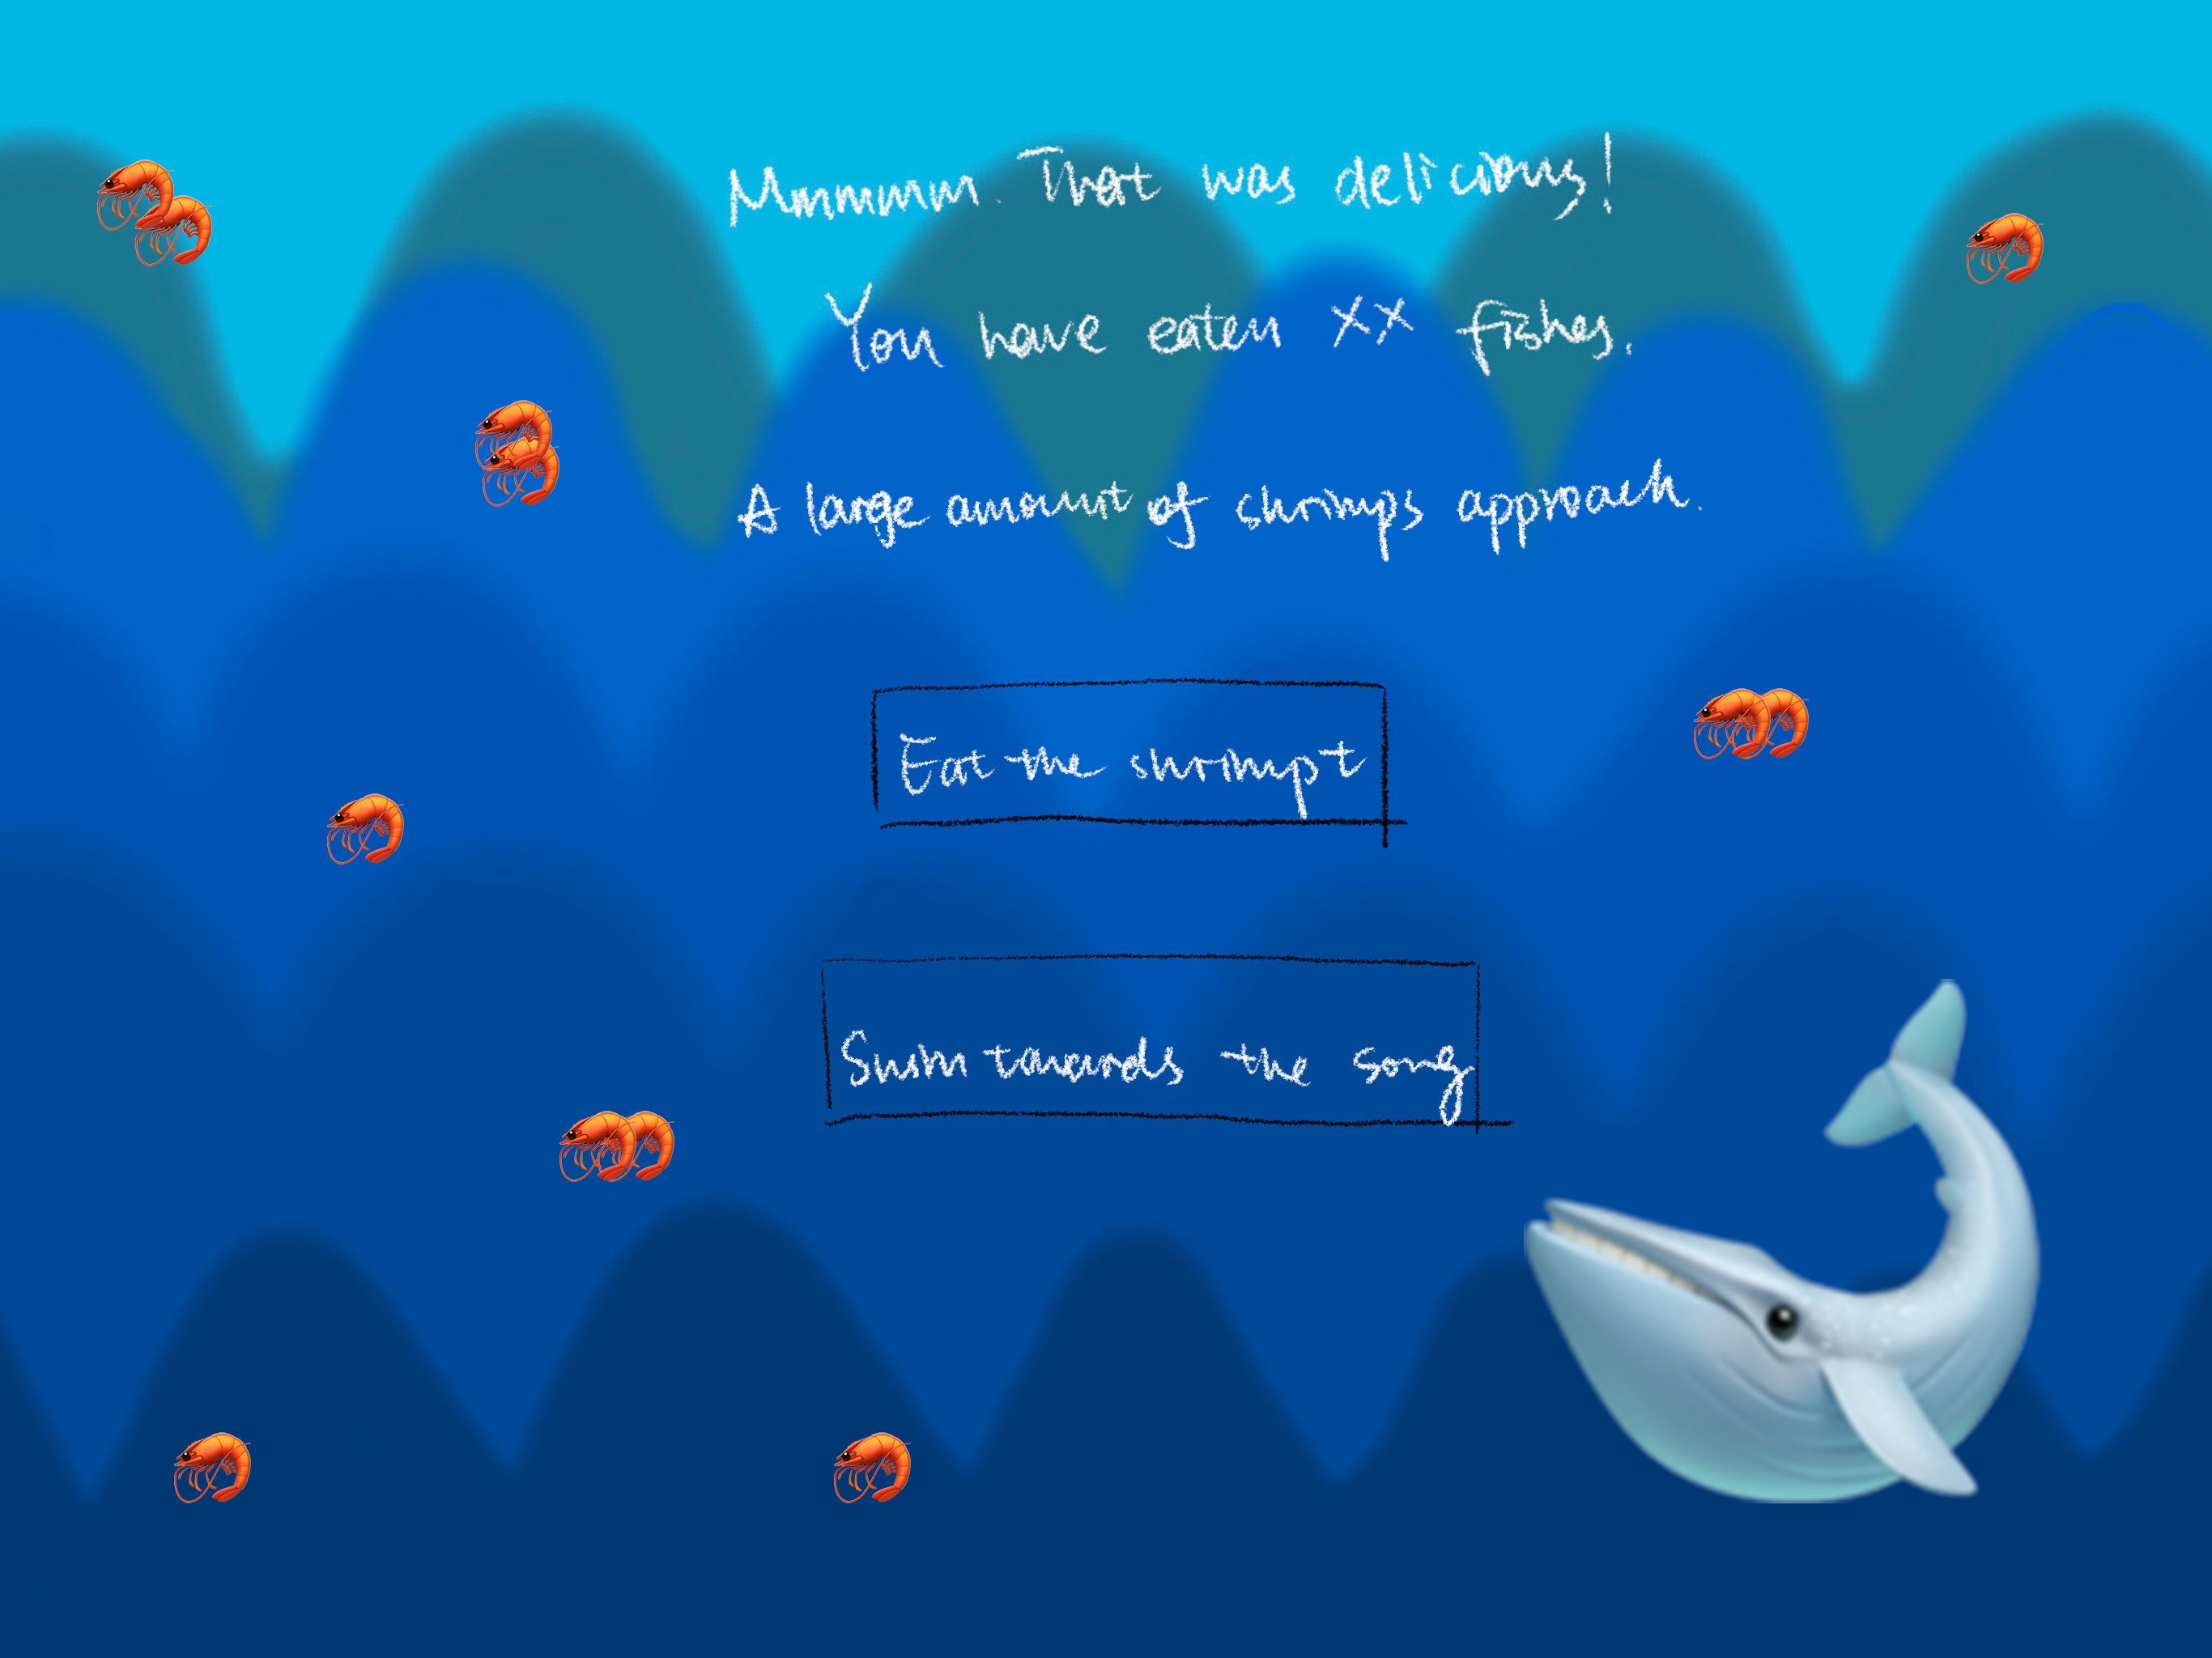 Mmmmm. That was delicious!
You have eaten xx fishes.
A large amount of shrimps approach.
Eat the shrimpt
Swim towards the song